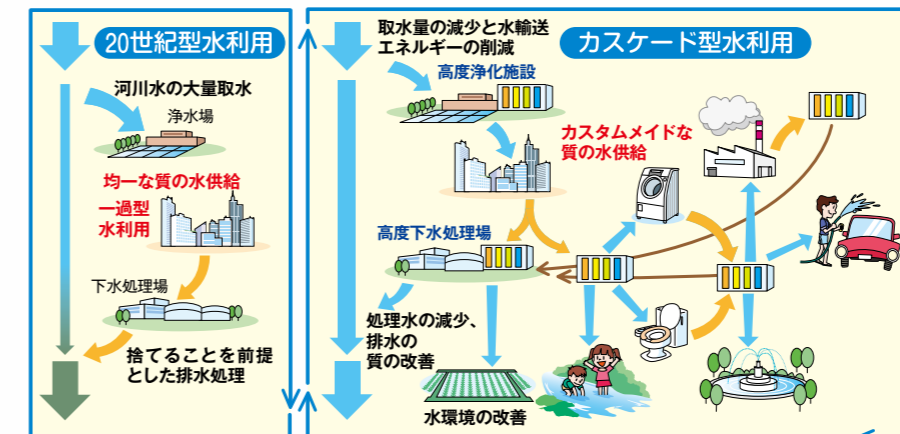 20世紀型水利用
河川水の大量取水
浄水場
均一な質の水供給
一過型
水利用
下水処理場
捨てることを前提
とした排水処理
取水量の減少と水輸送
エネルギーの削減
カスケード型水利用
高度浄化施設
カスタムメイドな
質の水供給
高度下水処理場
処理水の減少、
排水の
質の改善
水環境の改善